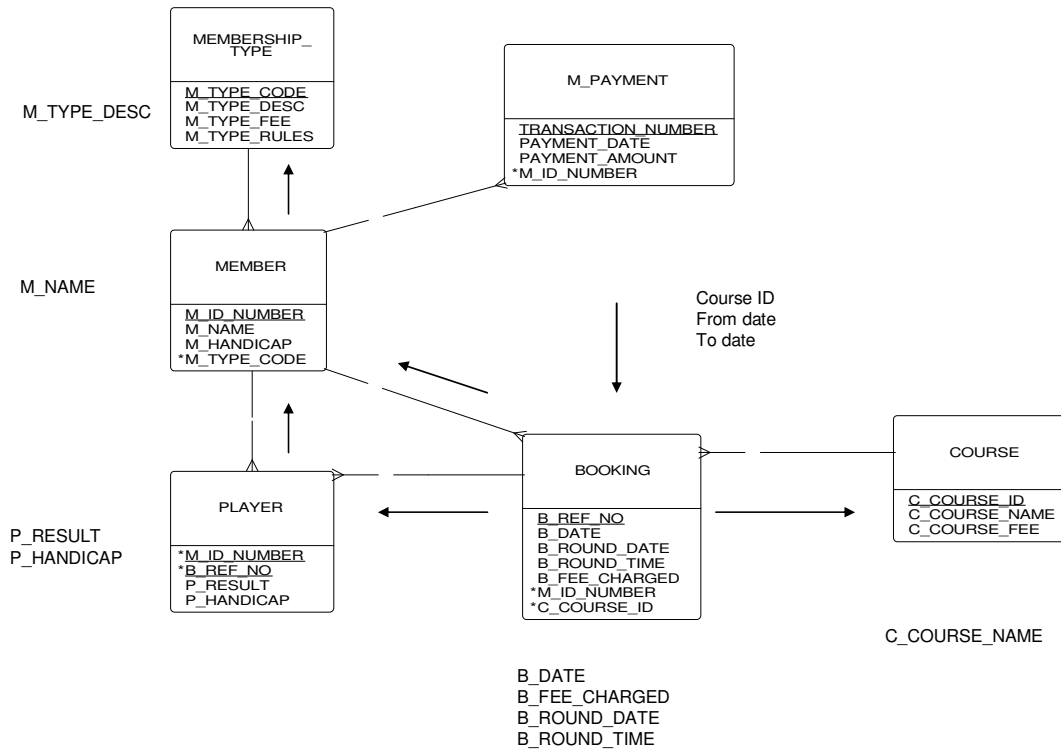 MEMBERSHIP_
TYPE
M_TYPE_CODE
M_TYPE_DESC
M_TYPE_FEE
M_TYPE_RULES
M_TYPE_DESC
M_PAYMENT
TRANSACTION_NUMBER
PAYMENT_DATE
PAYMENT_AMOUNT
*M_ID_NUMBER
MEMBER
M_ID_NUMBER
M_NAME
M_HANDICAP
*M_TYPE_CODE
M_NAME
Course ID
From date
To date
PLAYER
*M_ID_NUMBER
*B_REF_NO
P_RESULT
P_HANDICAP
P_RESULT
P_HANDICAP
BOOKING
B_REF_NO
B_DATE
B_ROUND_DATE
B_ROUND_TIME
B_FEE_CHARGED
*M_ID_NUMBER
*C_COURSE_ID
COURSE
C_COURSE_ID
C_COURSE_NAME
C_COURSE_FEE
C_COURSE_NAME
B_DATE
B_FEE_CHARGED
B_ROUND_DATE
B_ROUND_TIME